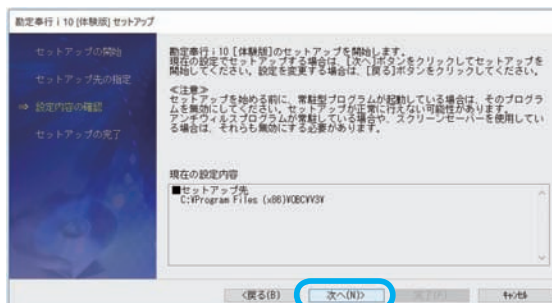 勘定奉行 i 10 [体験版] セットアップ
セットアップの開始
セットアップ先の指定
⇒ 設定内容の確認
セットアップの完了
勘定奉行 i 10 [体験版]のセットアップを開始します。
現在の設定でセットアップする場合は、[次へ]ボタンをクリックしてセットアップを
開始してください。設定を変更する場合は、[戻る]ボタンをクリックしてください。
≪注意≫
セットアップを始める前に、常駐型プログラムが起動している場合は、そのプログラ
ムを無効にしてください。セットアップが正常に行えない可能性があります。
アンチウィルスプログラムが常駐している場合や、スクリーンセーバーを使用してい
る場合は、それらも無効にする必要があります。
現在の設定内容
■セットアップ先
C:¥Program Files (x86)¥OBC¥V3¥
<戻る(B)
次へ(N)>
完了(F)
キャンセル